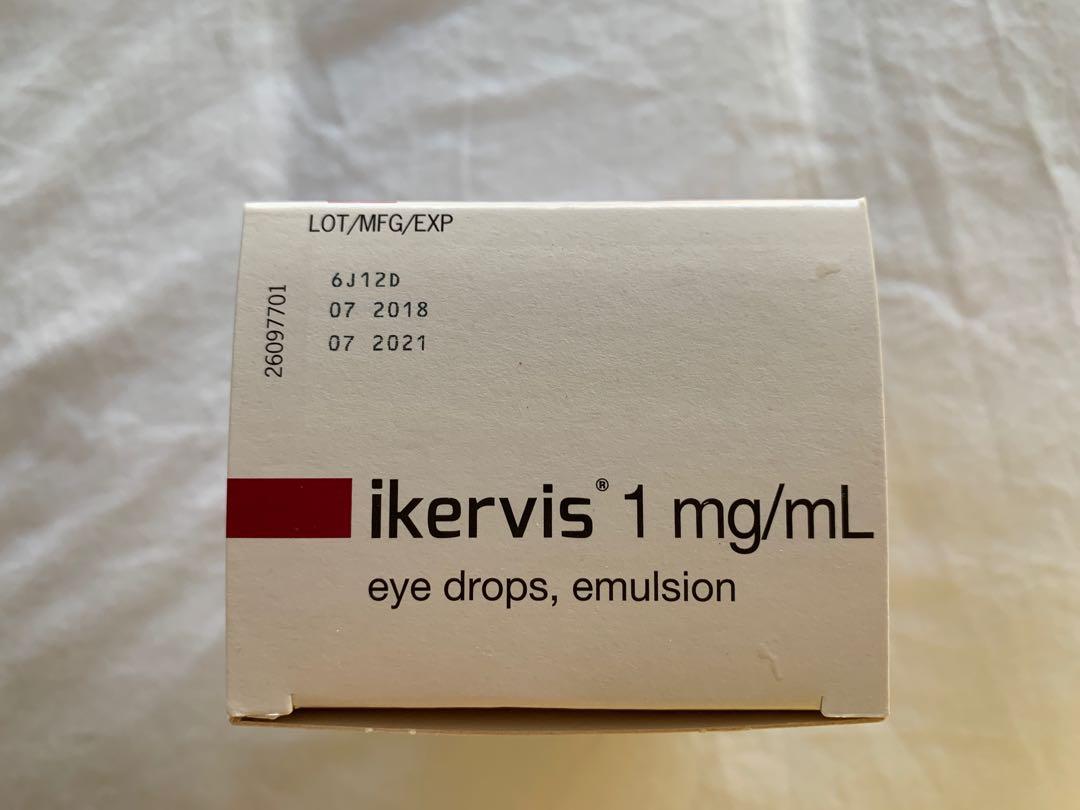 LOT/MFG/EXP
6J12D
07 2018
07 2021
26097701
ikervis® 1 mg/mL
eye drops, emulsion